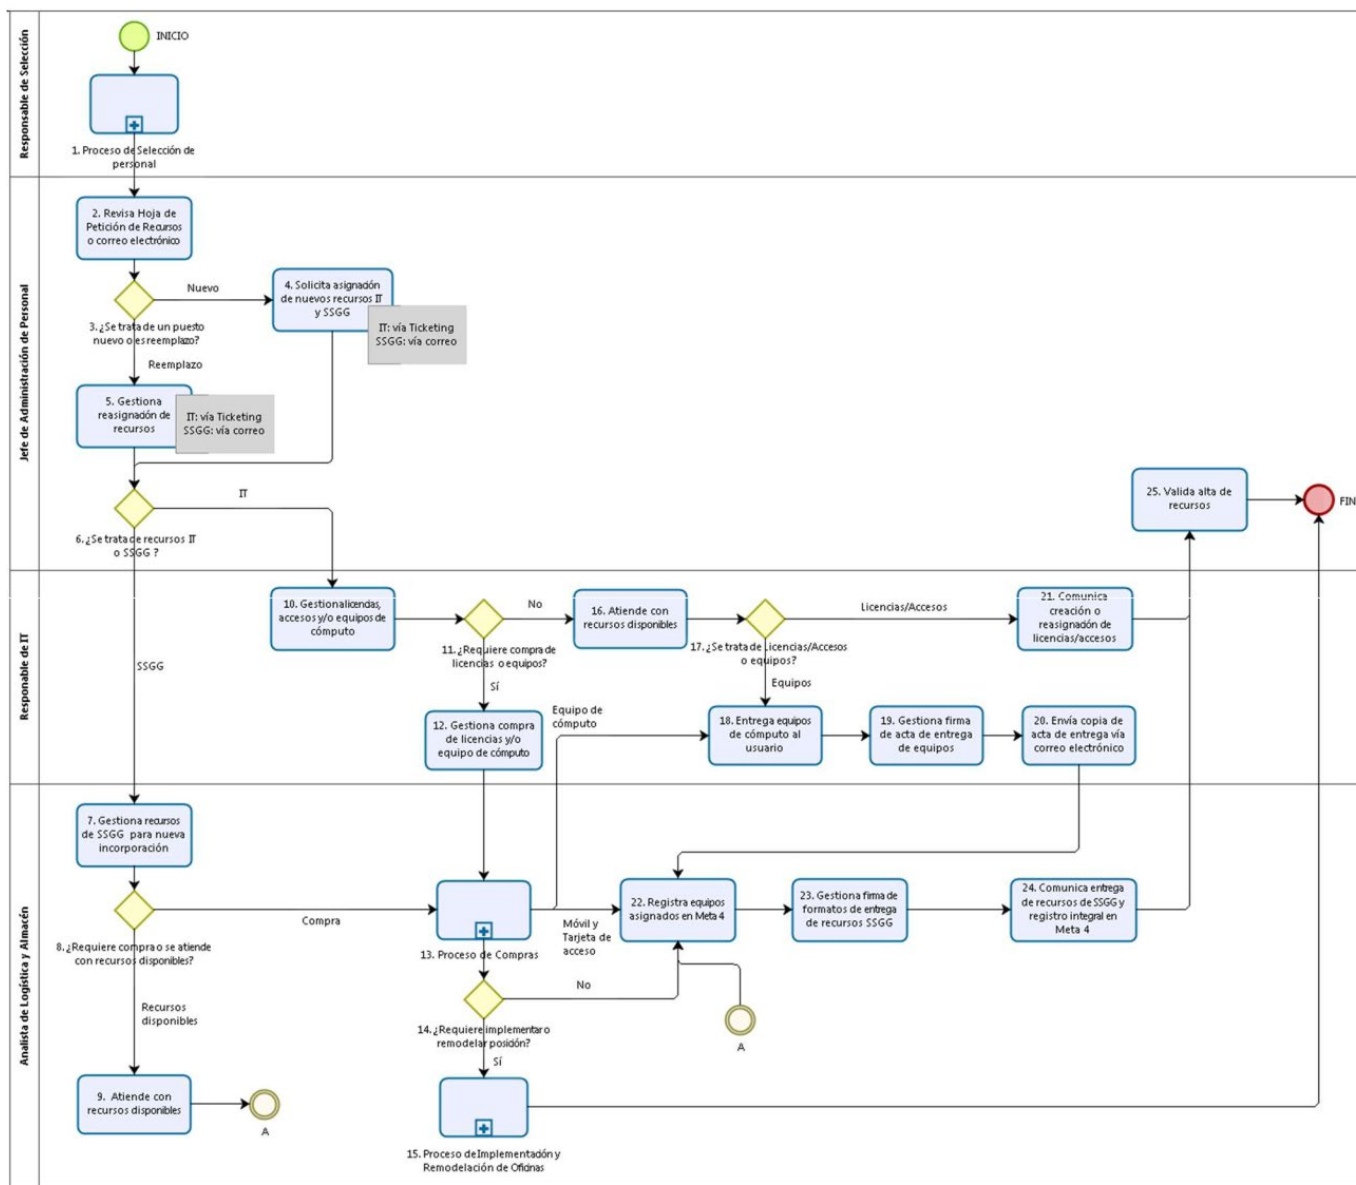 Responsable de Selección
INICIO
1. Proceso de Selección de
personal
Jefe de Administración de Personal
2. Revisa Hoja de
Petición de Recursos
o correo electrónico
Nuevo
3. ¿Se trata de un puesto
nuevo o es reemplazo?
4. Solicita asignación
de nuevos recursos IT
y SSGG
IT: vía Ticketing
SSGG: vía correo
Reemplazo
5. Gestiona
reasignación de
recursos
IT: vía Ticketing
SSGG: vía correo
IT
6. ¿Se trata de recursos IT
o SSGG ?
25. Valida alta de
recursos
FIN
Responable de IT
SSGG
10. Gestiona licencias,
accesos y/o equipos de
cómputo
No
11. ¿Requiere compra de
licencias o equipos?
Sí
16. Atiende con
recursos disponibles
Licencias/Accesos
17. ¿Se trata de Licencias/Accesos
o equipos?
Equipos
21. Comunica
creación o
reasignación de
licencias/accesos
12. Gestiona compra
de licencias y/o
equipo de cómputo
Equipo de
cómputo
18. Entrega equipos
de cómputo al
usuario
19. Gestiona firma
de acta de entrega
de equipos
20. Envía copia de
acta de entrega vía
correo electrónico
Analista de Logística y Almacén
7. Gestiona recursos
de SSGG para nueva
incorporación
Compra
8. ¿Requiere compra o se atiende
con recursos disponibles?
Recursos
disponibles
9. Atiende con
recursos disponibles
A
13. Proceso de Compras
Móvil y
Tarjeta de
acceso
22. Registra equipos
asignados en Meta 4
23. Gestiona firma de
formatos de entrega de
recursos SSGG
24. Comunica entrega
de recursos de SSGG y
registro integral en
Meta 4
No
14. ¿Requiere implementar o
remodelar posición?
Sí
A
15. Proceso de Implementación y
Remodelación de Oficinas